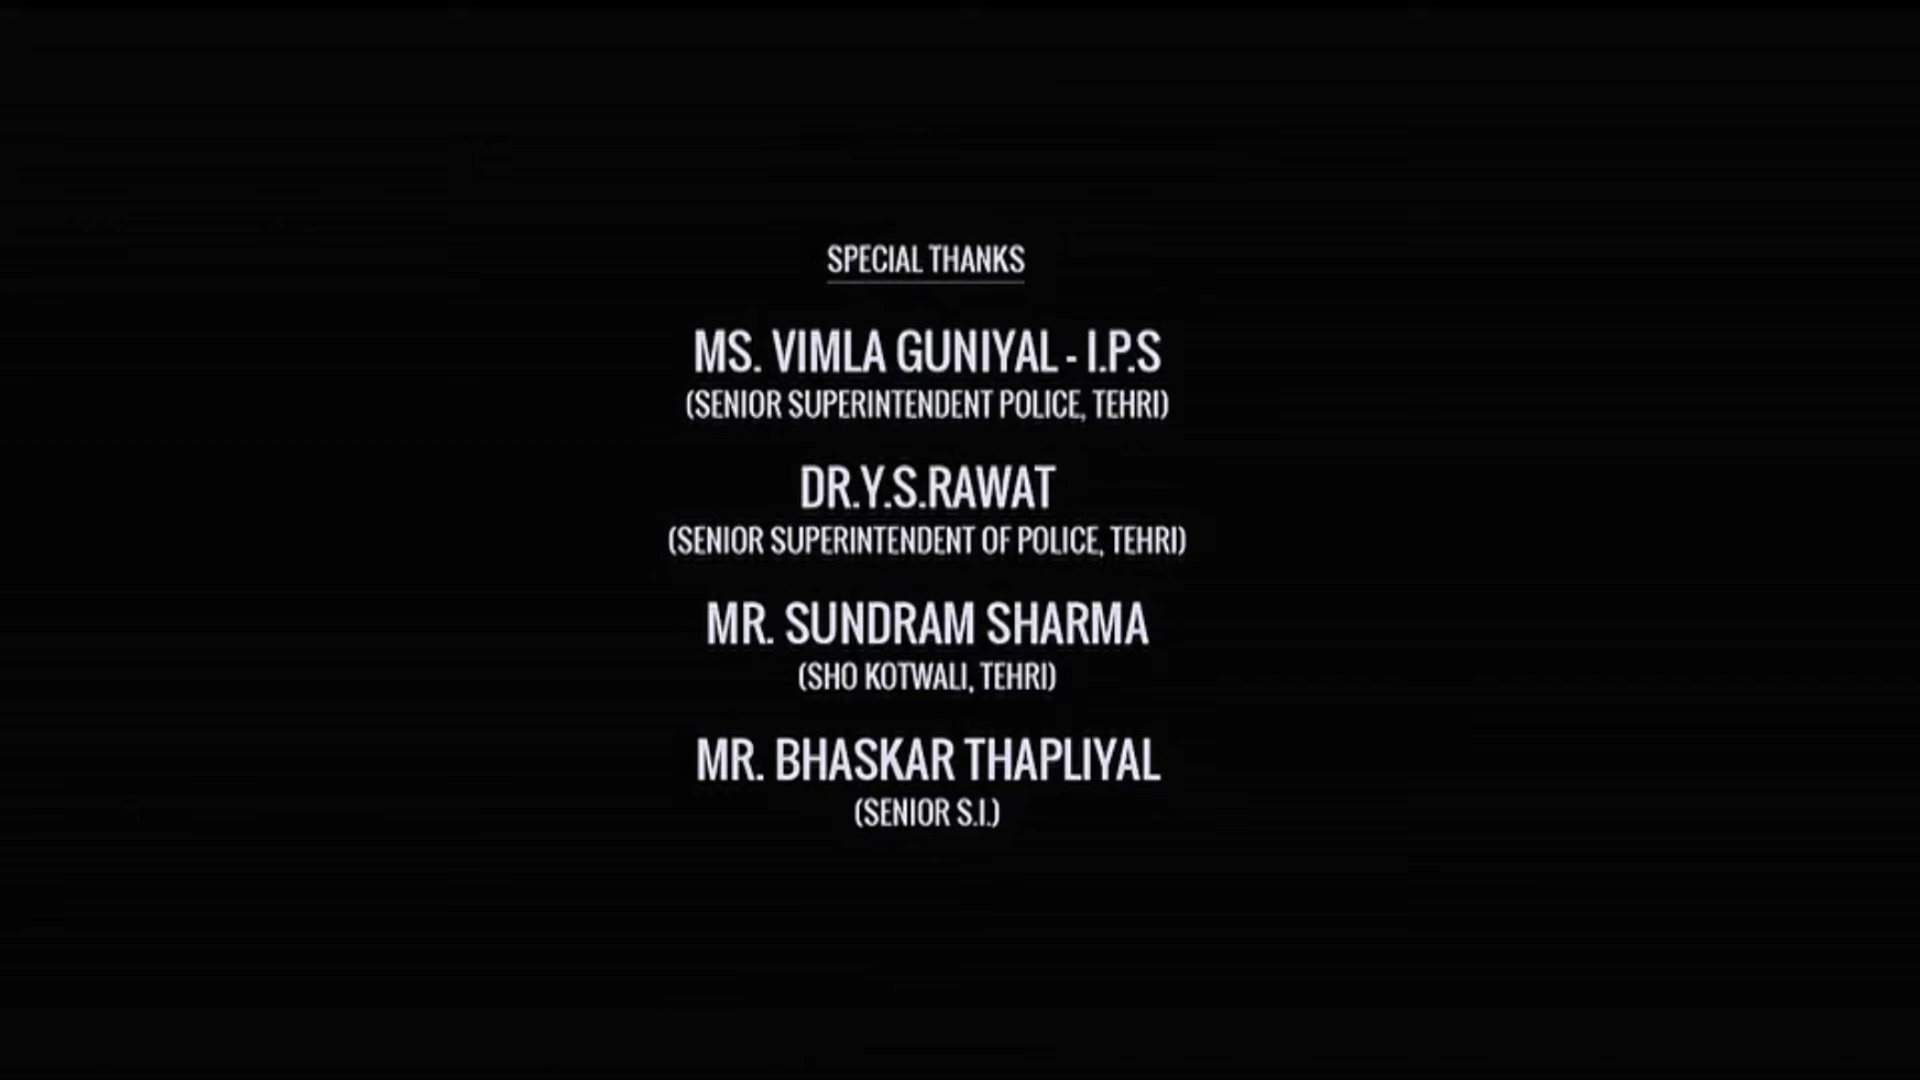 SPECIAL THANKS
MS. VIMLA GUNIYAL - I.P.S
(SENIOR SUPERINTENDENT POLICE, TEHRI)
DR.Y.S.RAWAT
(SENIOR SUPERINTENDENT OF POLICE, TEHRI)
MR. SUNDRAM SHARMA
(SHO KOTWALI, TEHRI)
MR. BHASKAR THAPLIYAL
(SENIOR S.I.)